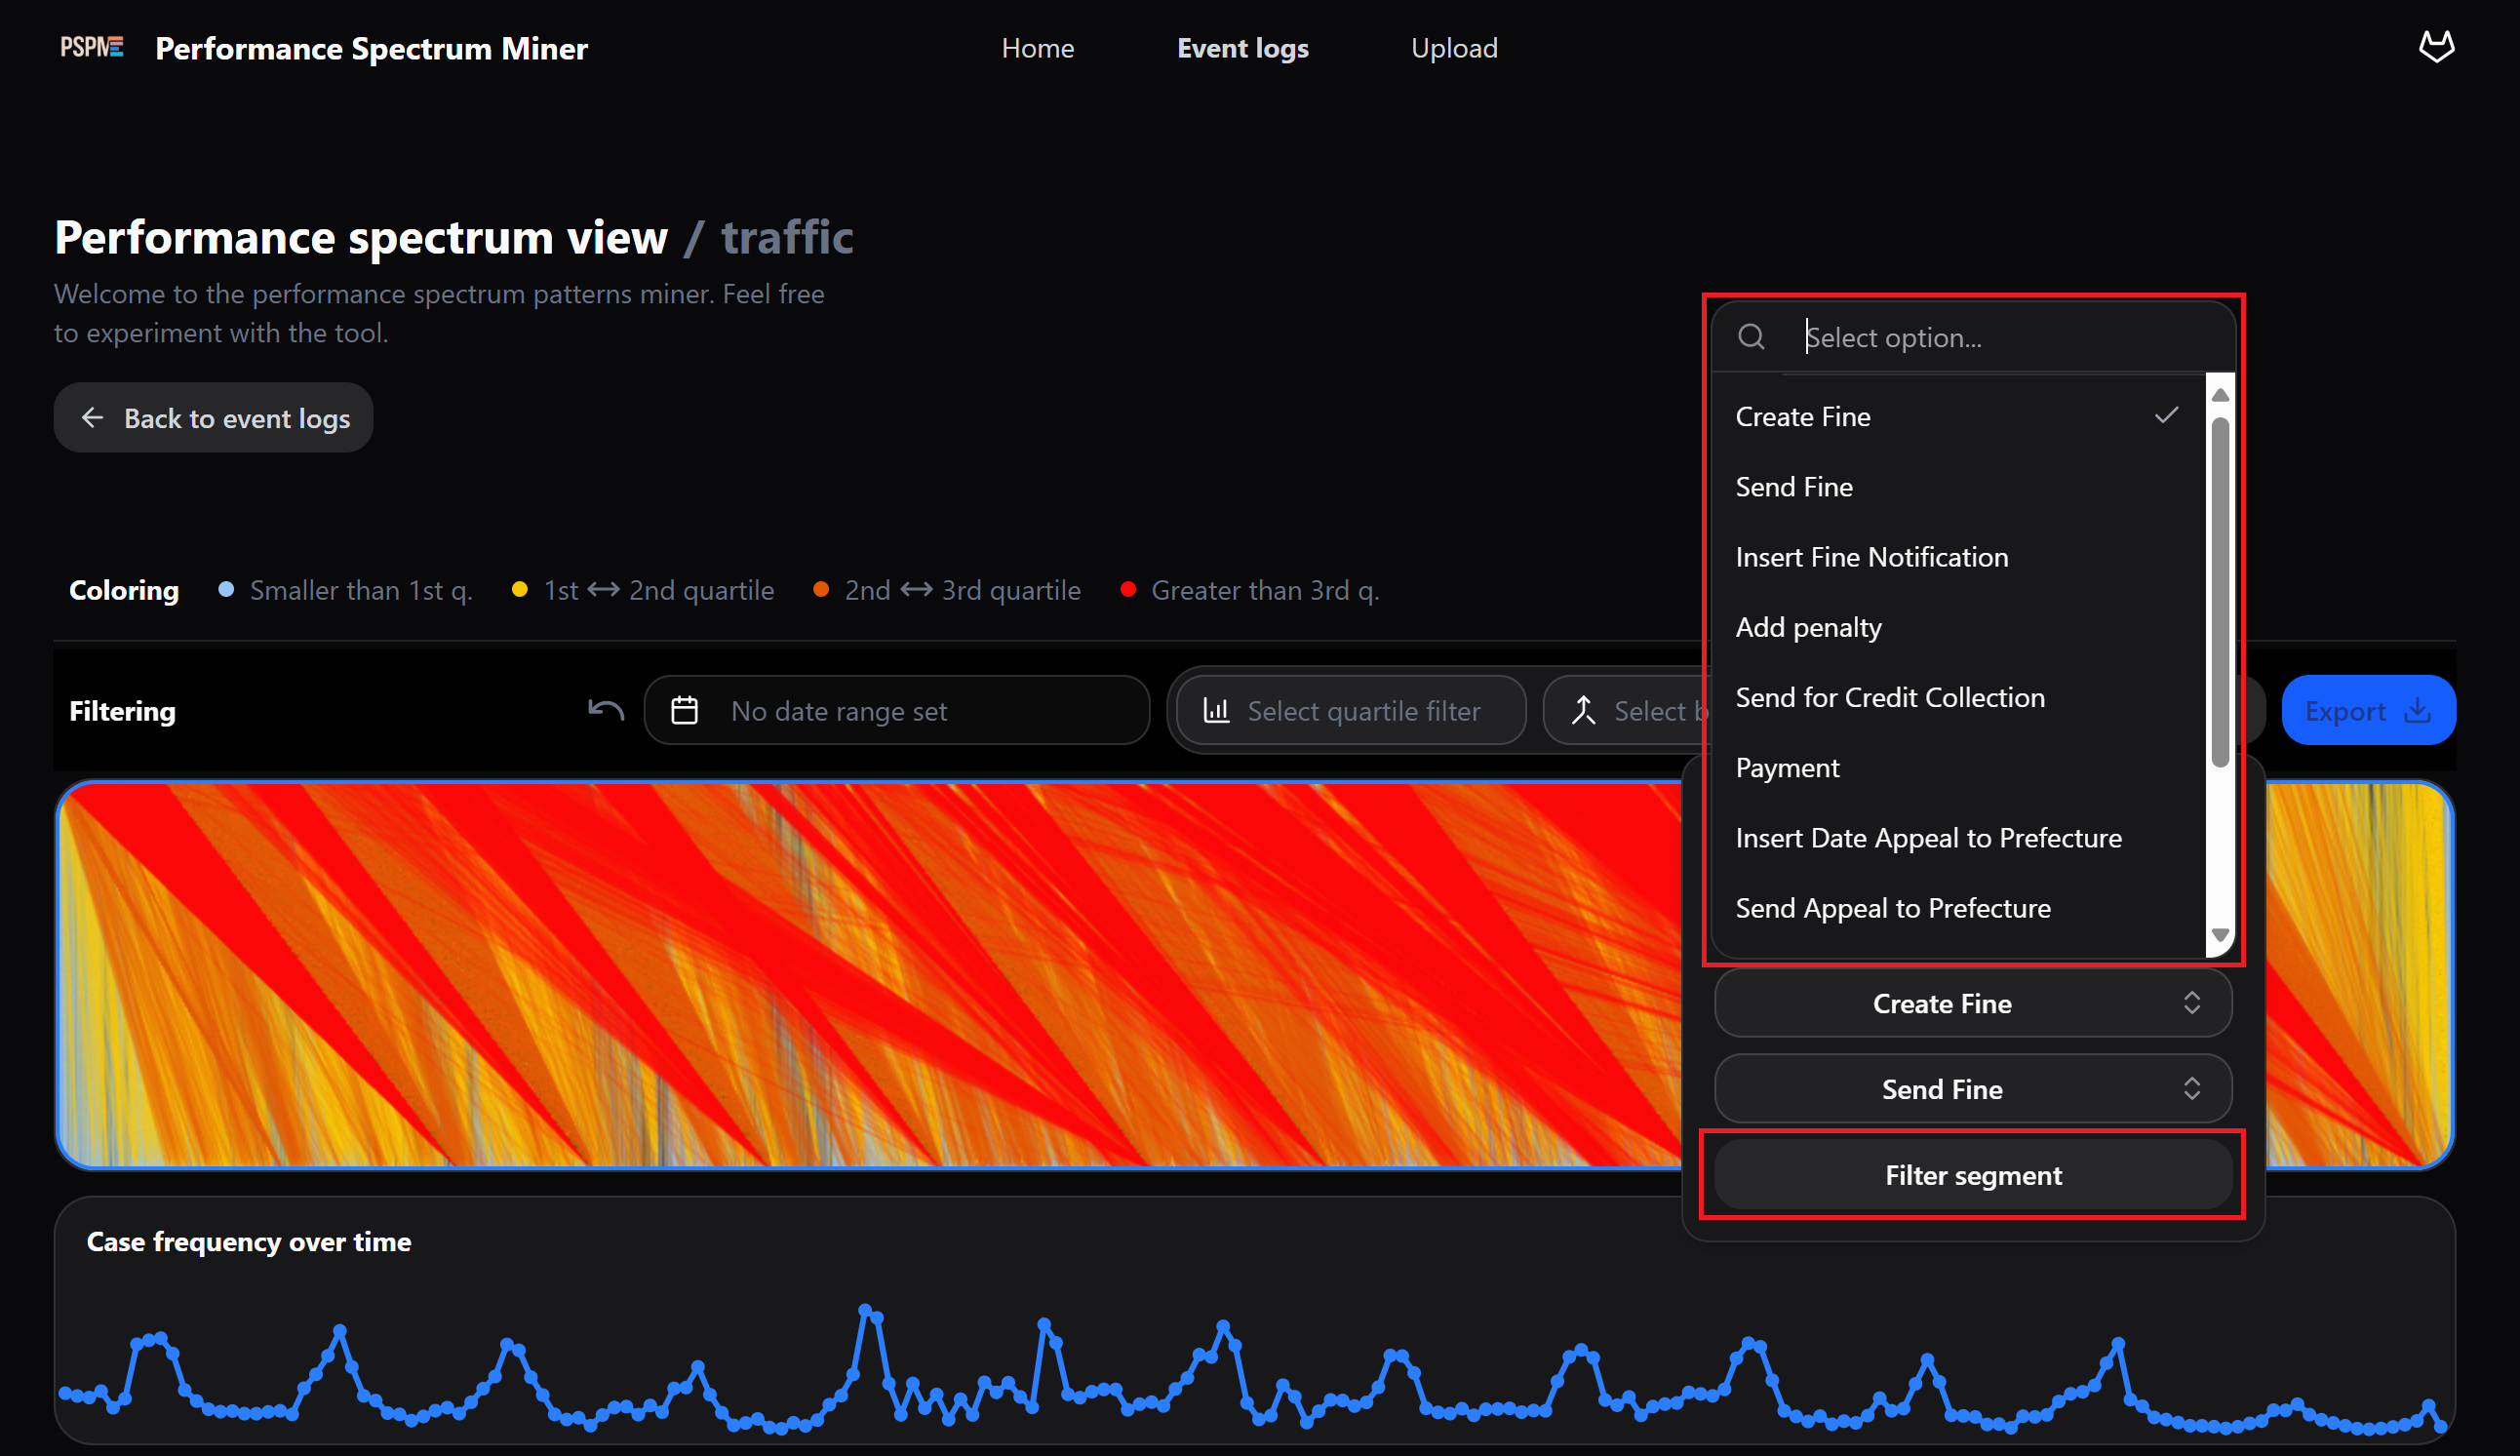 PSPM
Performance Spectrum Miner
Home
Event logs
Upload
Performance spectrum view / traffic
Welcome to the performance spectrum patterns miner. Feel free
to experiment with the tool.
Back to event logs
Select option...
Create Fine
Send Fine
Insert Fine Notification
Add penalty
Send for Credit Collection
Payment
Insert Date Appeal to Prefecture
Send Appeal to Prefecture
Coloring
Smaller than 1st q.
1st ↔ 2nd quartile
2nd ↔ 3rd quartile
Greater than 3rd q.
Filtering
No date range set
Select quartile filter
Select
Export
Create Fine
Send Fine
Filter segment
Case frequency over time